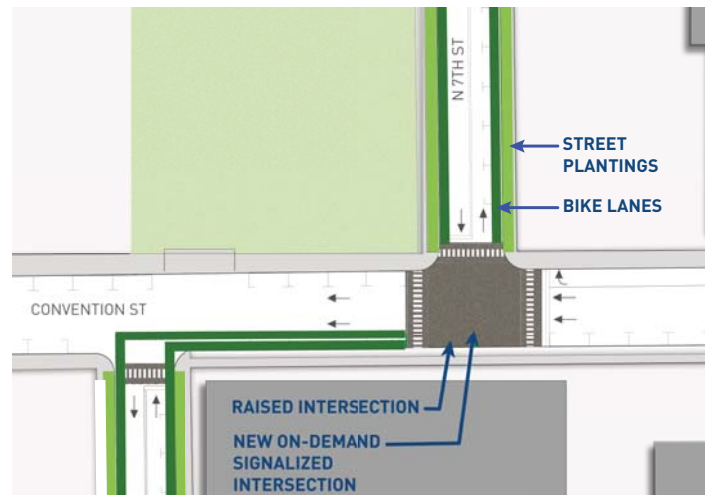 N 7TH ST
STREET
PLANTINGS
BIKE LANES
CONVENTION ST
RAISED INTERSECTION
NEW ON-DEMAND
SIGNALIZED
INTERSECTION